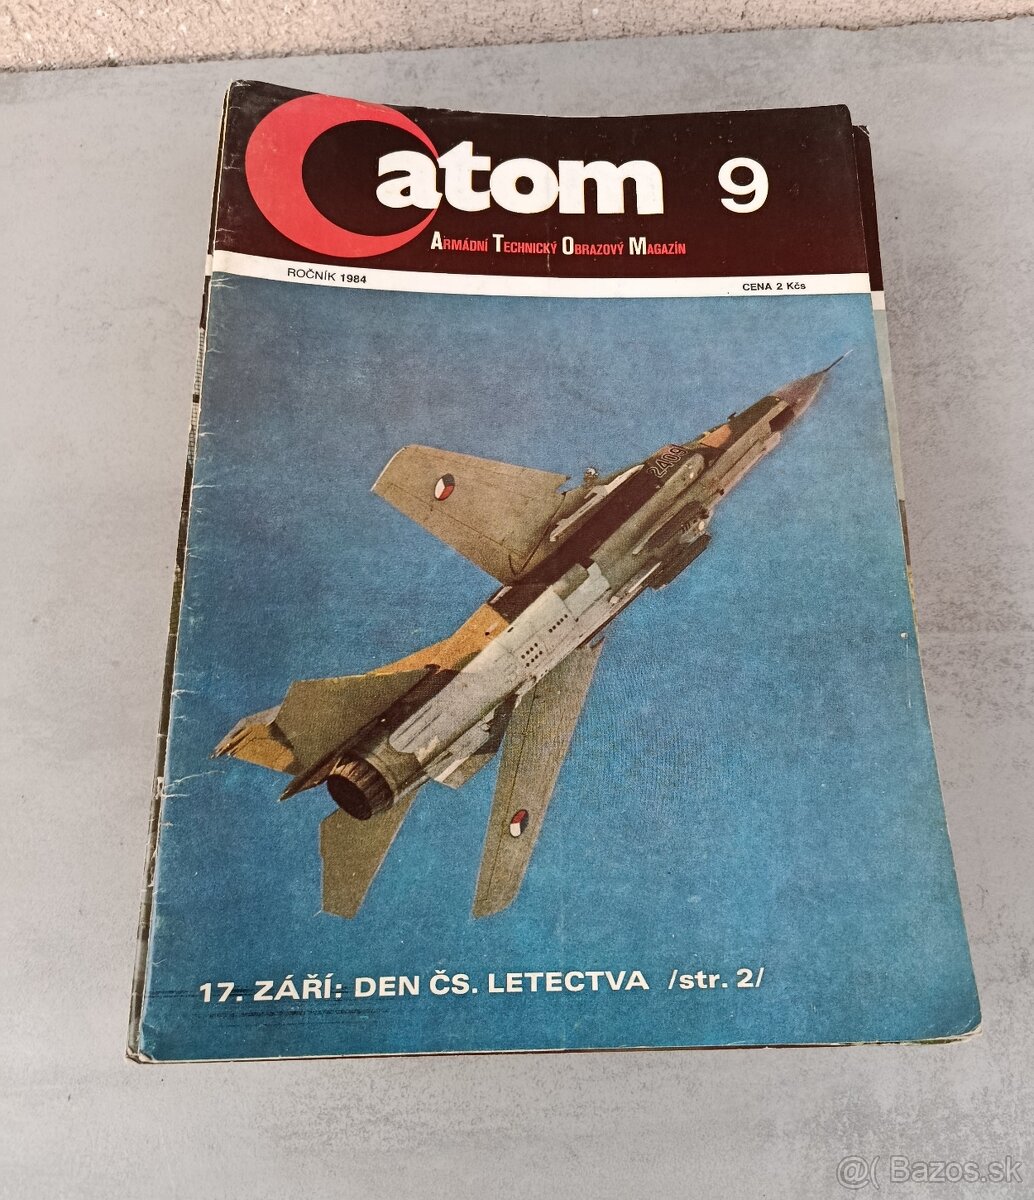 atom 9
ARMÁDNÍ TECHNICKÝ OBRAZOVÝ MAGAZÍN
ROČNÍK 1984
CENA 2 Kčs
2409
17. ZÁŘÍ: DEN ČS. LETECTVA /str. 2/
@( Bazos.sk